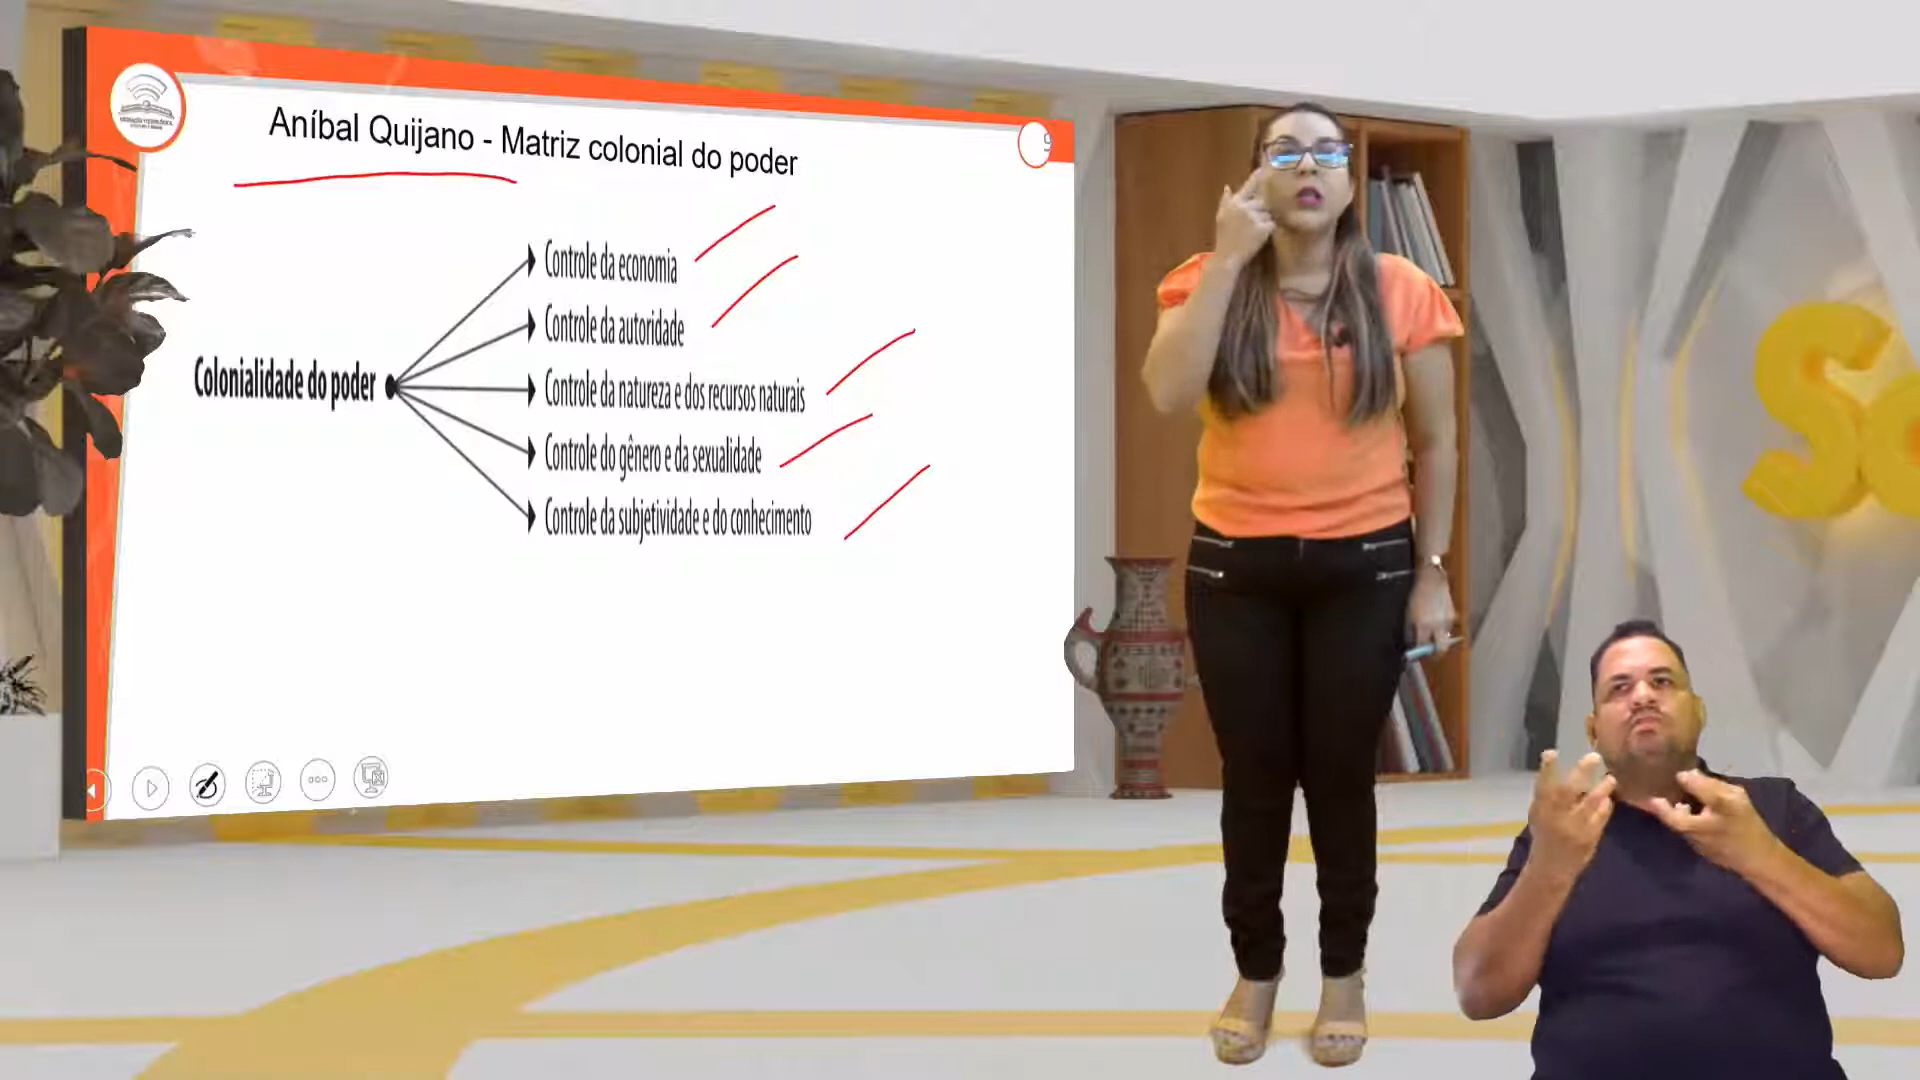 Aníbal Quijano - Matriz colonial do poder
Controle da economia
Controle da autoridade
Colonialidade do poder
Controle da natureza e dos recursos naturais
Controle do gênero e da sexualidade
Controle da subjetividade e do conhecimento